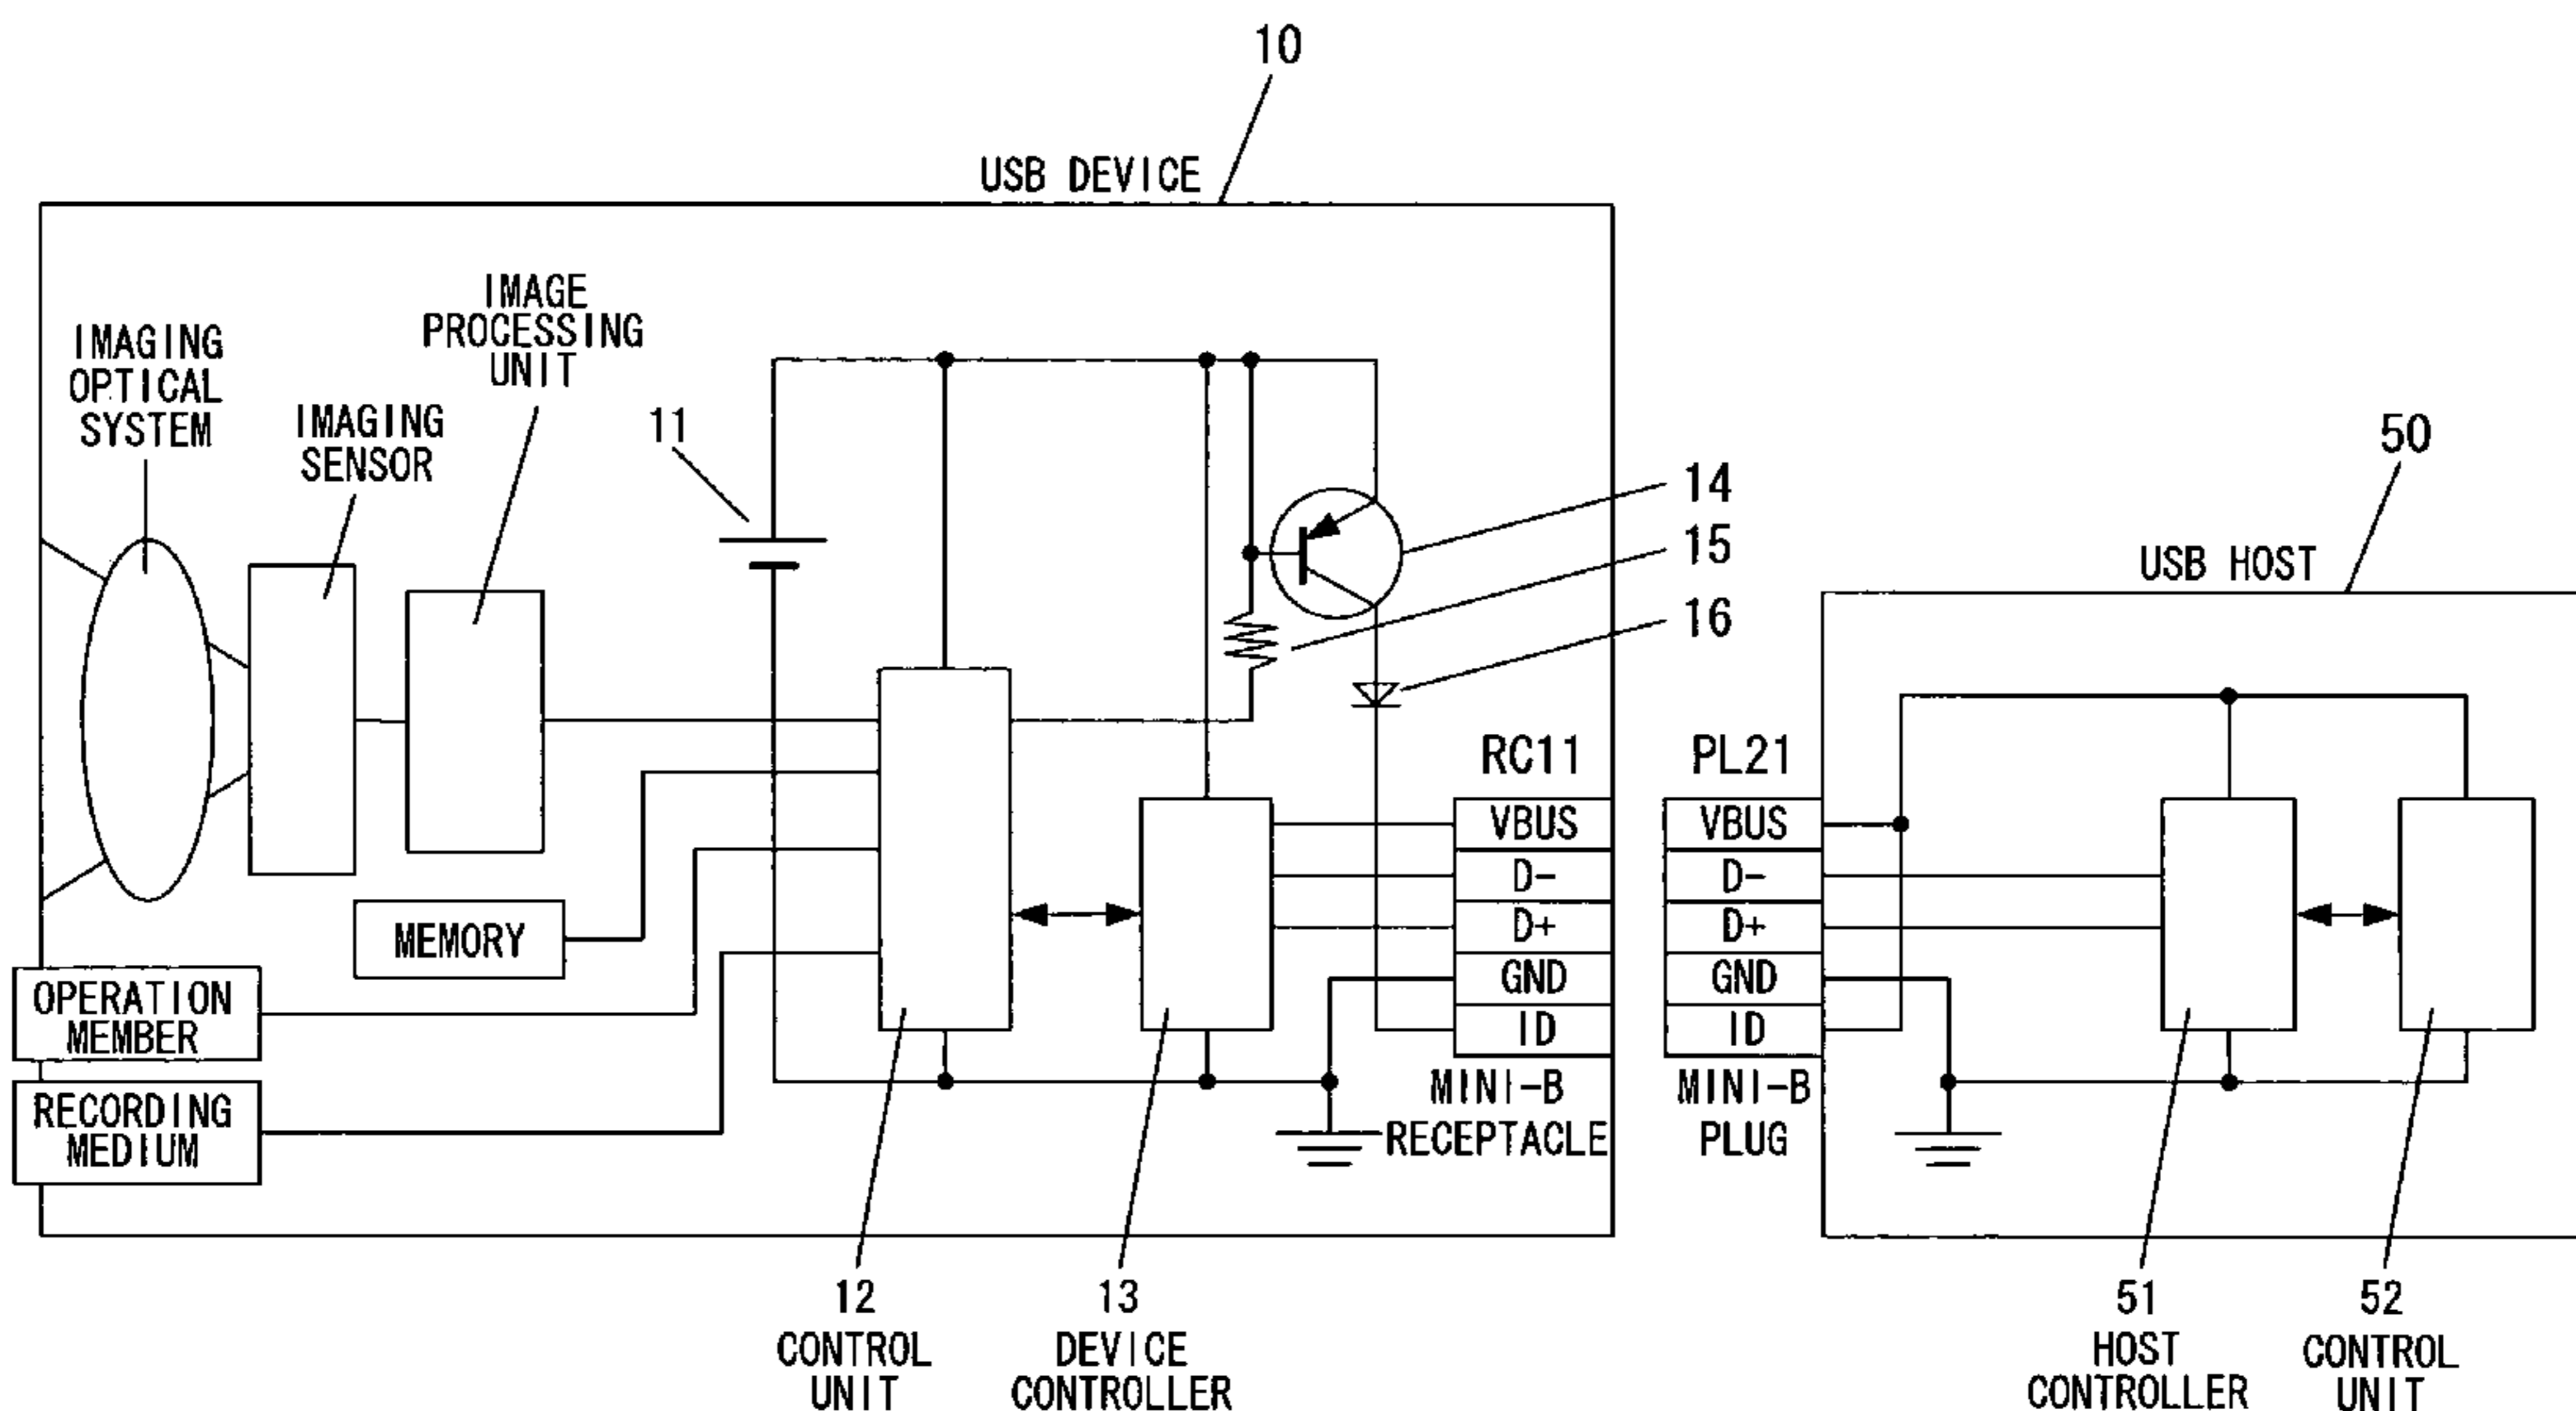 10
USB DEVICE
IMAGING
OPTICAL
SYSTEM
IMAGING
SENSOR
IMAGE
PROCESSING
UNIT
11
14
15
16
50
USB HOST
RC11
VBUS
D-
D+
GND
ID
MINI-B
RECEPTACLE
PL21
VBUS
D-
D+
GND
ID
MINI-B
PLUG
MEMORY
OPERATION
MEMBER
RECORDING
MEDIUM
12
CONTROL
UNIT
13
DEVICE
CONTROLLER
51
HOST
CONTROLLER
52
CONTROL
UNIT